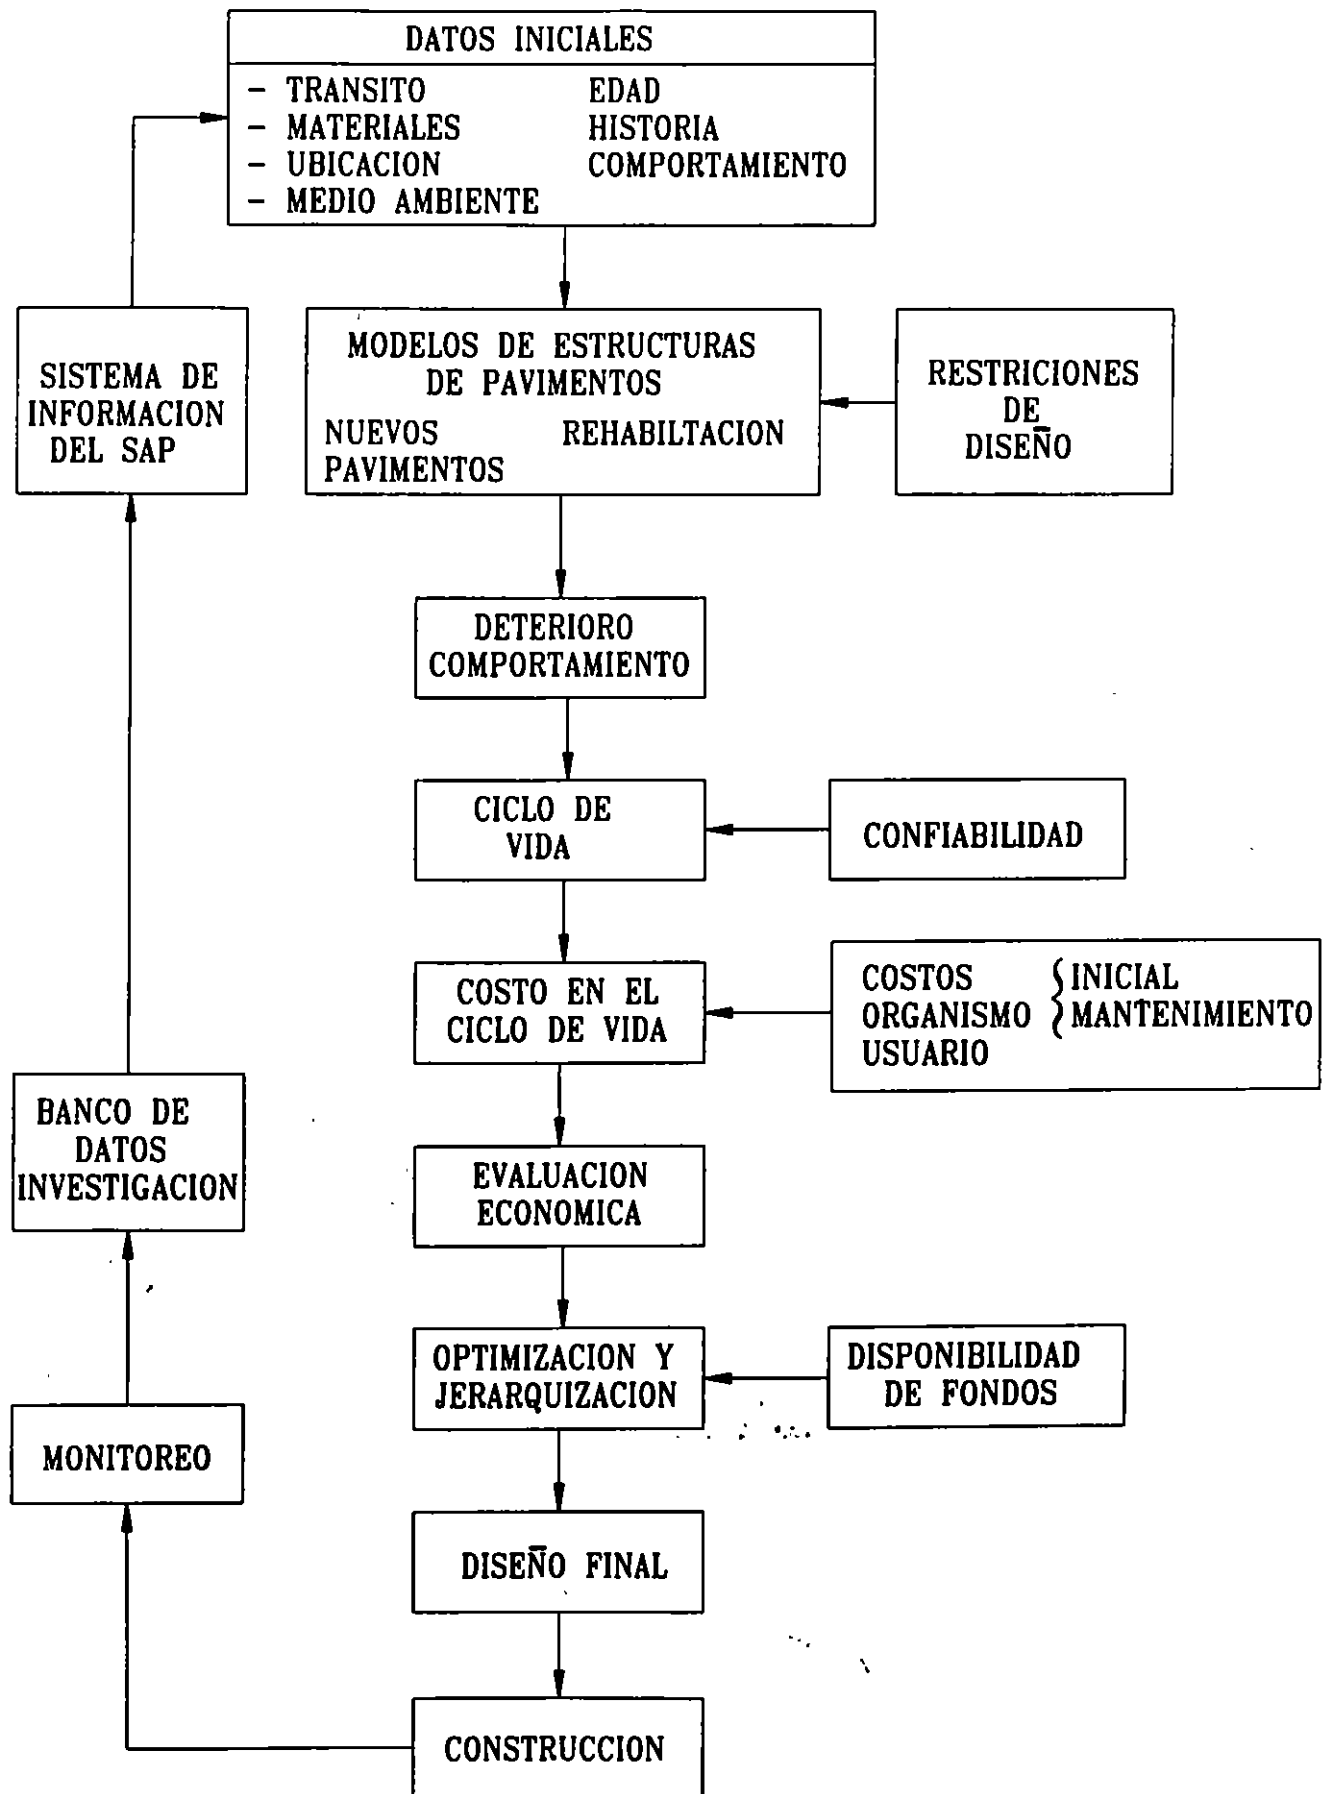 DATOS INICIALES
- TRANSITO EDAD
- MATERIALES HISTORIA
- UBICACION COMPORTAMIENTO
- MEDIO AMBIENTE
SISTEMA DE
INFORMACION
DEL SAP
MODELOS DE ESTRUCTURAS
DE PAVIMENTOS
NUEVOS REHABILTACION
PAVIMENTOS
RESTRICIONES
DE
DISEÑO
DETERIORO
COMPORTAMIENTO
CICLO DE
VIDA
CONFIABILIDAD
COSTO EN EL
CICLO DE VIDA
COSTOS { INICIAL
ORGANISMO { MANTENIMIENTO
USUARIO
BANCO DE
DATOS
INVESTIGACION
EVALUACION
ECONOMICA
OPTIMIZACION Y
JERARQUIZACION
DISPONIBILIDAD
DE FONDOS
MONITOREO
DISEÑO FINAL
CONSTRUCCION